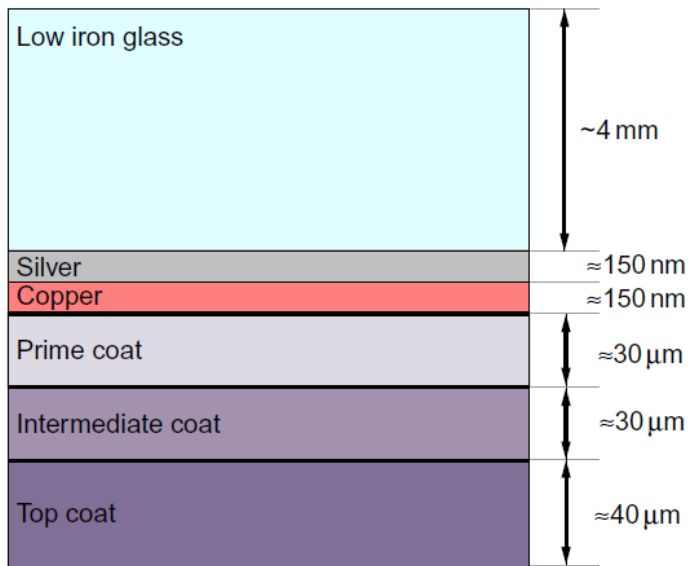 Low iron glass
~4 mm
Silver
≈150 nm
Copper
≈150 nm
Prime coat
≈30 μm
Intermediate coat
≈30 μm
Top coat
≈40 μm